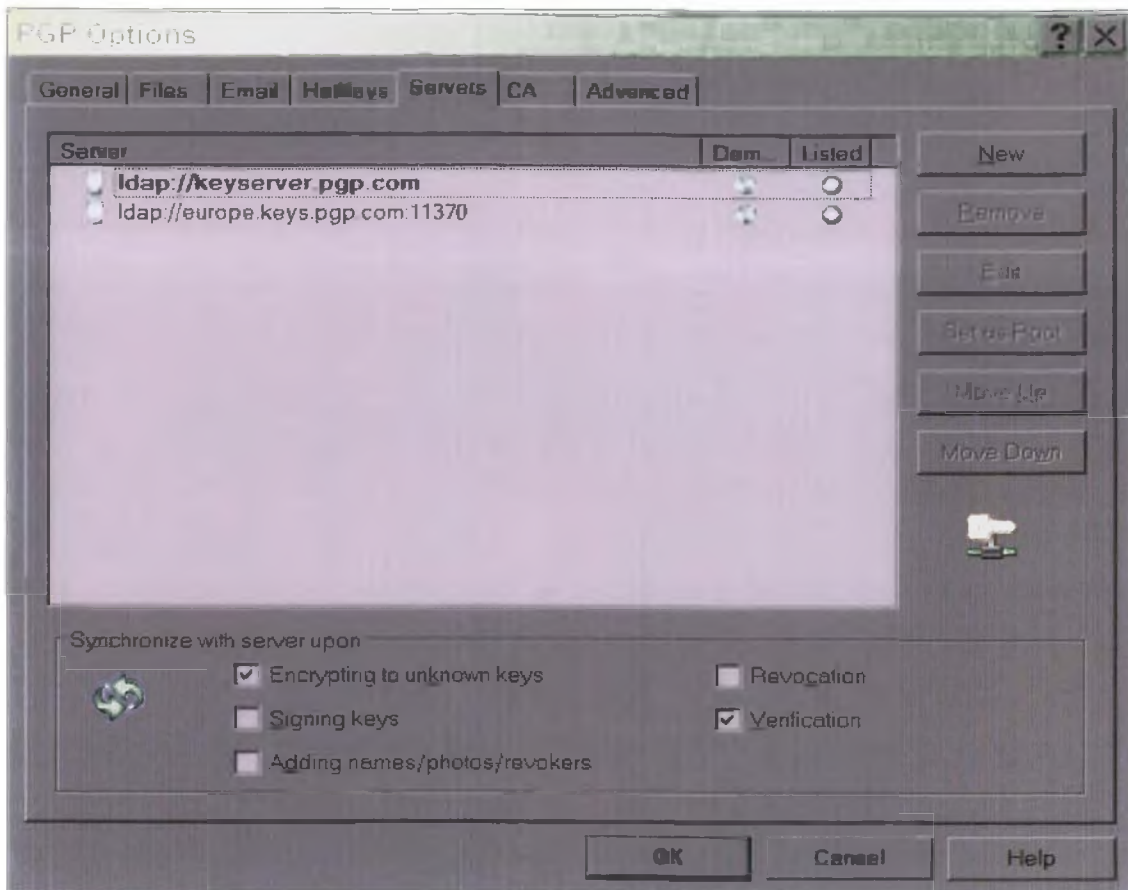 PGP Options
General Files Email HotKeys Servers CA Advanced
Server Dom... Listed
ldap://keyserver.pgp.com
ldap://europe.keys.pgp.com:11370
New
Remove
Edit
Set as Root
Move Up
Move Down
Synchronize with server upon
Encrypting to unknown keys
Revocation
Signing keys
Verification
Adding names/photos/revokers
OK Cancel Help